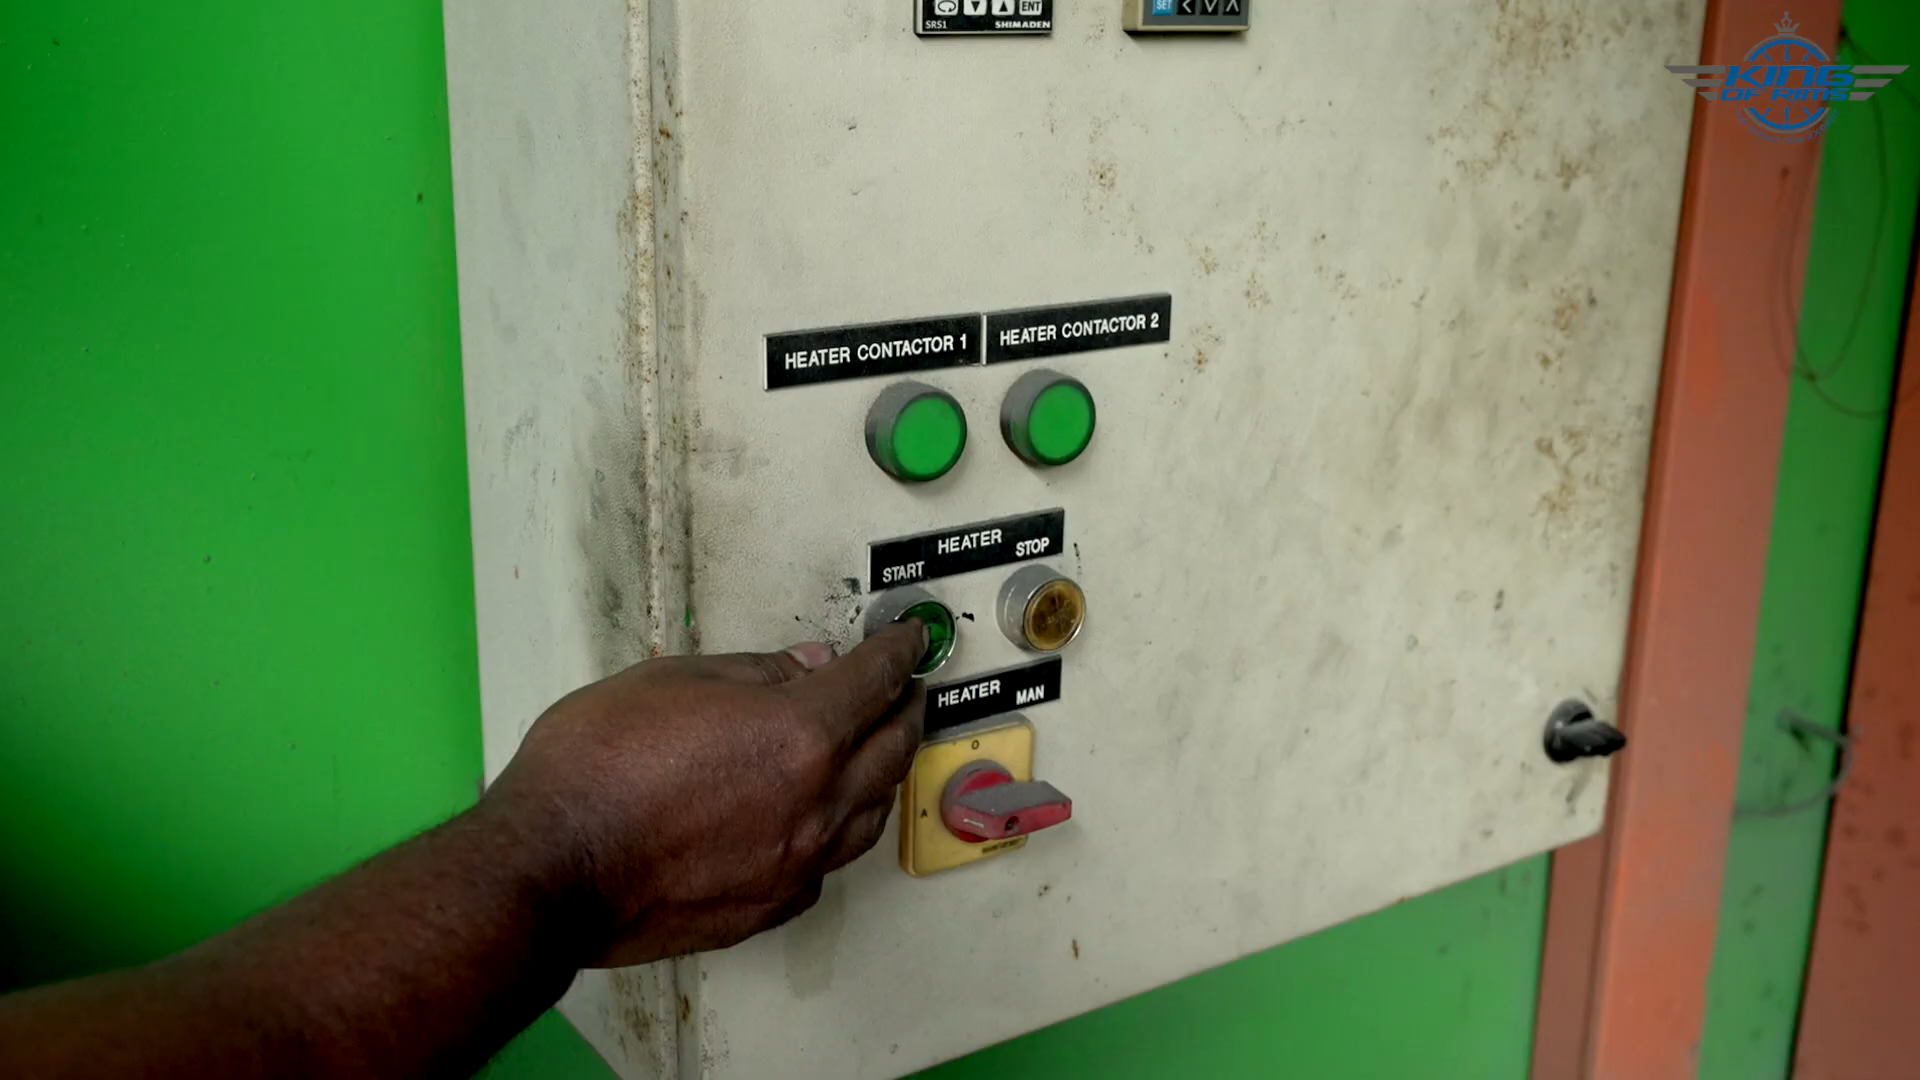 SET
ENT
SRS1 SHIMADEN
KING
OF RIMS
HEATER CONTACTOR 1
HEATER CONTACTOR 2
HEATER
START STOP
HEATER
MAN
O
A